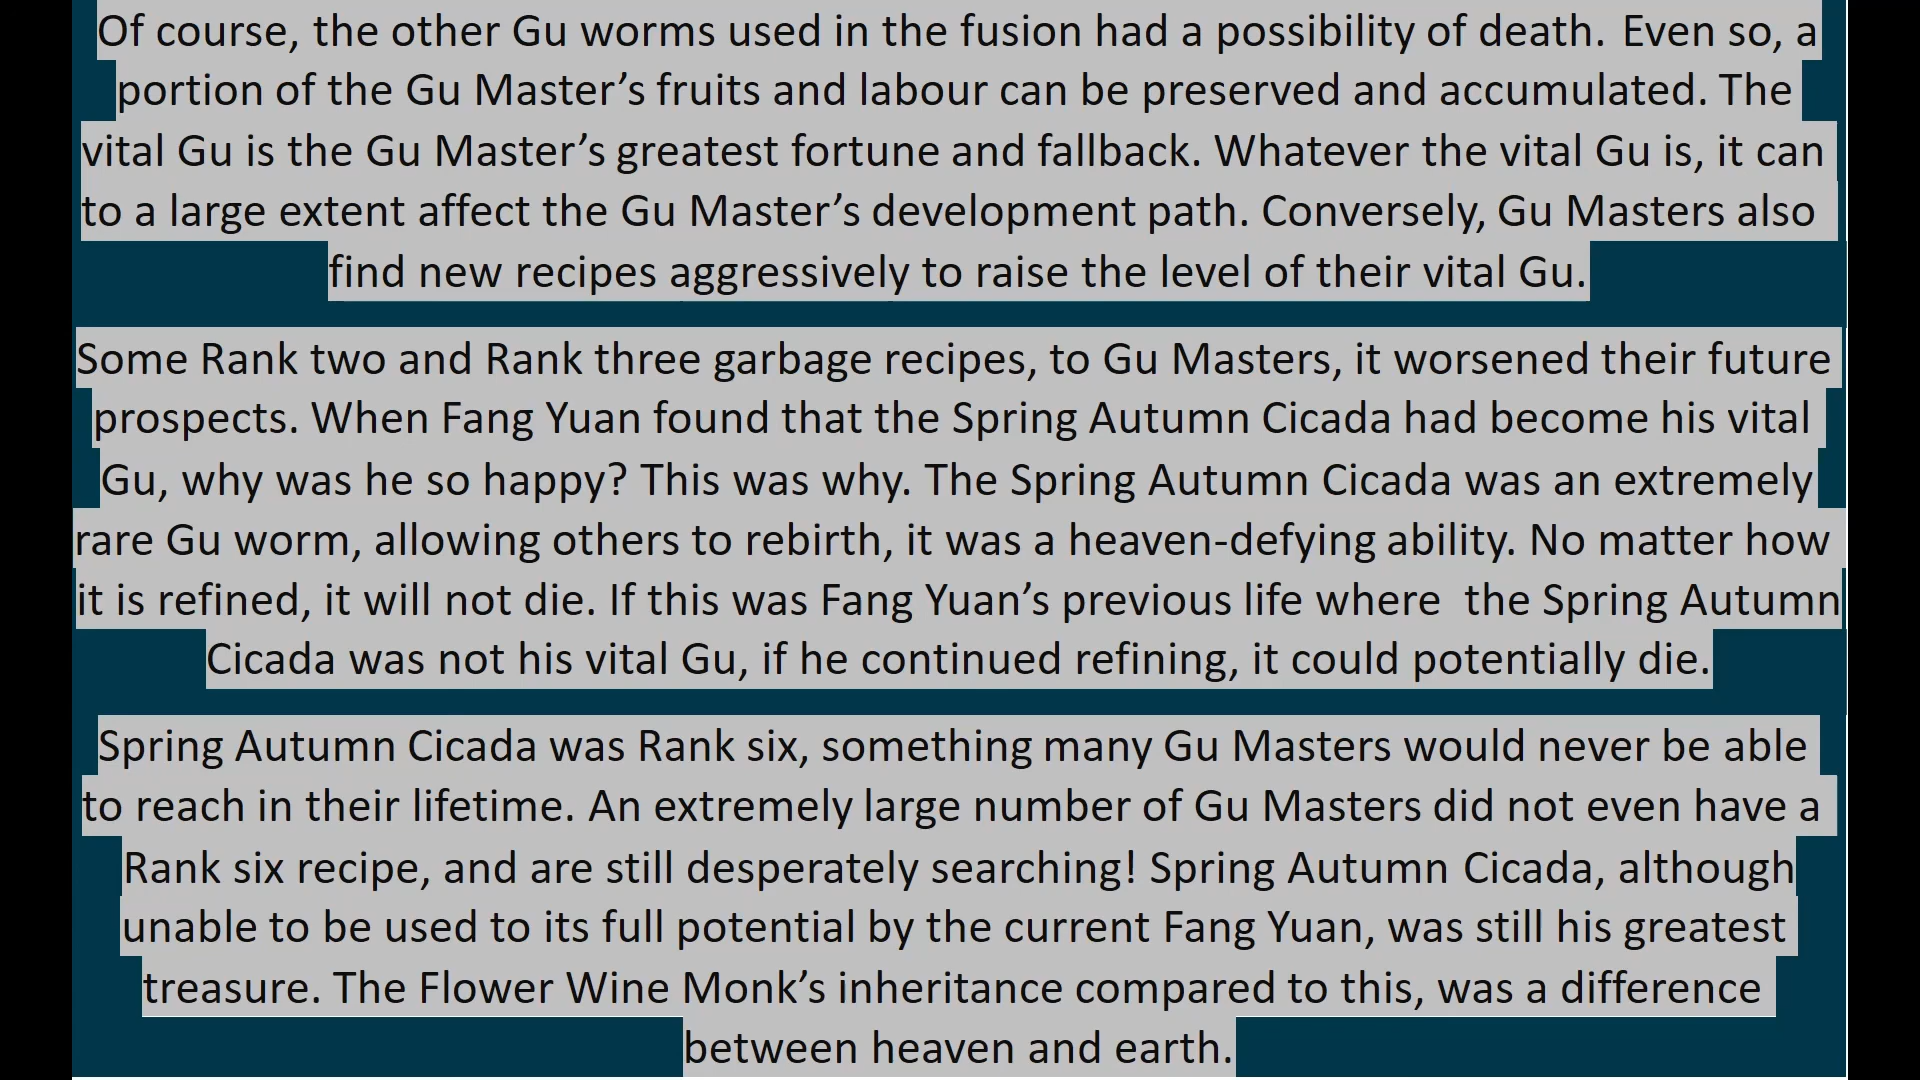 Of course, the other Gu worms used in the fusion had a possibility of death. Even so, a
portion of the Gu Master’s fruits and labour can be preserved and accumulated. The
vital Gu is the Gu Master’s greatest fortune and fallback. Whatever the vital Gu is, it can
to a large extent affect the Gu Master’s development path. Conversely, Gu Masters also
find new recipes aggressively to raise the level of their vital Gu.
Some Rank two and Rank three garbage recipes, to Gu Masters, it worsened their future
prospects. When Fang Yuan found that the Spring Autumn Cicada had become his vital
Gu, why was he so happy? This was why. The Spring Autumn Cicada was an extremely
rare Gu worm, allowing others to rebirth, it was a heaven-defying ability. No matter how
it is refined, it will not die. If this was Fang Yuan’s previous life where the Spring Autumn
Cicada was not his vital Gu, if he continued refining, it could potentially die.
Spring Autumn Cicada was Rank six, something many Gu Masters would never be able
to reach in their lifetime. An extremely large number of Gu Masters did not even have a
Rank six recipe, and are still desperately searching! Spring Autumn Cicada, although
unable to be used to its full potential by the current Fang Yuan, was still his greatest
treasure. The Flower Wine Monk’s inheritance compared to this, was a difference
between heaven and earth.